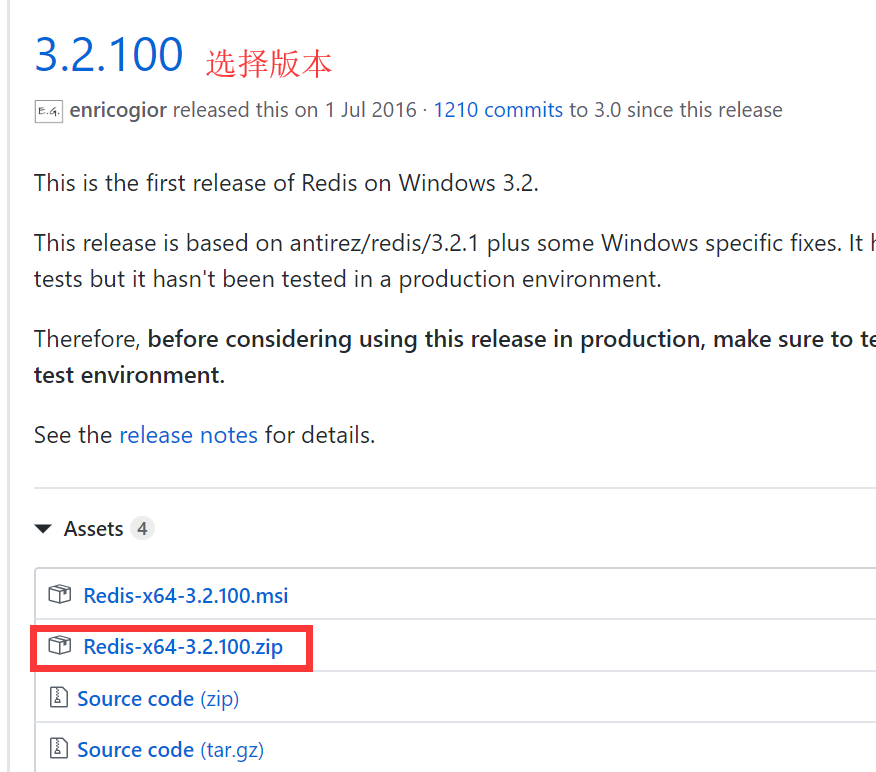 3.2.100 选择版本
E.G. enricogior released this on 1 Jul 2016 · 1210 commits to 3.0 since this release
This is the first release of Redis on Windows 3.2.
This release is based on antirez/redis/3.2.1 plus some Windows specific fixes. It
tests but it hasn't been tested in a production environment.
Therefore, before considering using this release in production, make sure to
test environment.
See the release notes for details.
Assets 4
Redis-x64-3.2.100.msi
Redis-x64-3.2.100.zip
Source code (zip)
Source code (tar.gz)